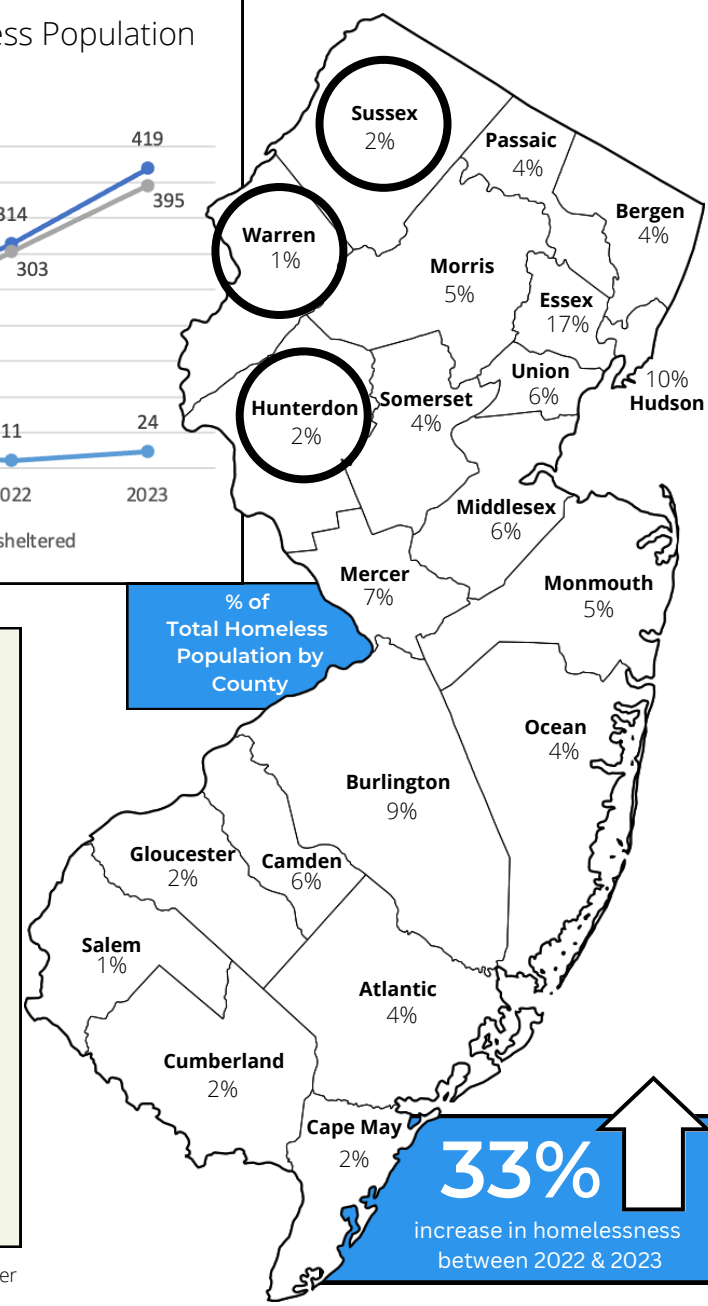 ess Population
419
395
314
303
11
24
2022
2023
sheltered
Sussex
2%
Passaic
4%
Bergen
4%
Warren
1%
Morris
5%
Essex
17%
Union
6%
10%
Hudson
Hunterdon
2%
Somerset
4%
Middlesex
6%
Mercer
7%
Monmouth
5%
% of
Total Homeless
Population by
County
Ocean
4%
Burlington
9%
Gloucester
2%
Camden
6%
Salem
1%
Atlantic
4%
Cumberland
2%
Cape May
2%
33%
increase in homelessness
between 2022 & 2023
er